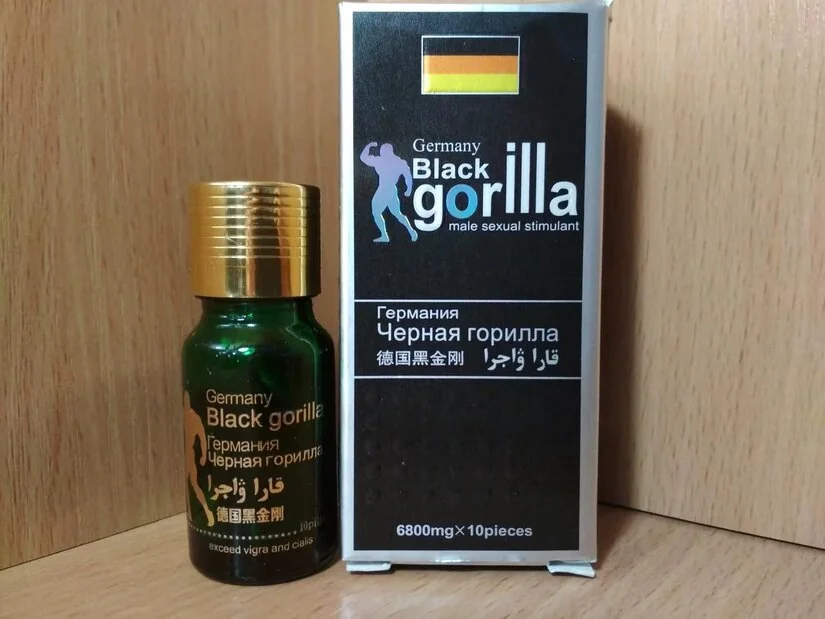 Germany
Black
gorilla
male sexual stimulant
Германия
Черная горилла
德国黑金刚 قارا ۋاجرا
6800mg×10pieces
Germany
Black gorilla
Германия
Черная горилла
قارا ۋاجرا
德国黑金刚
exceed vigra and cialis